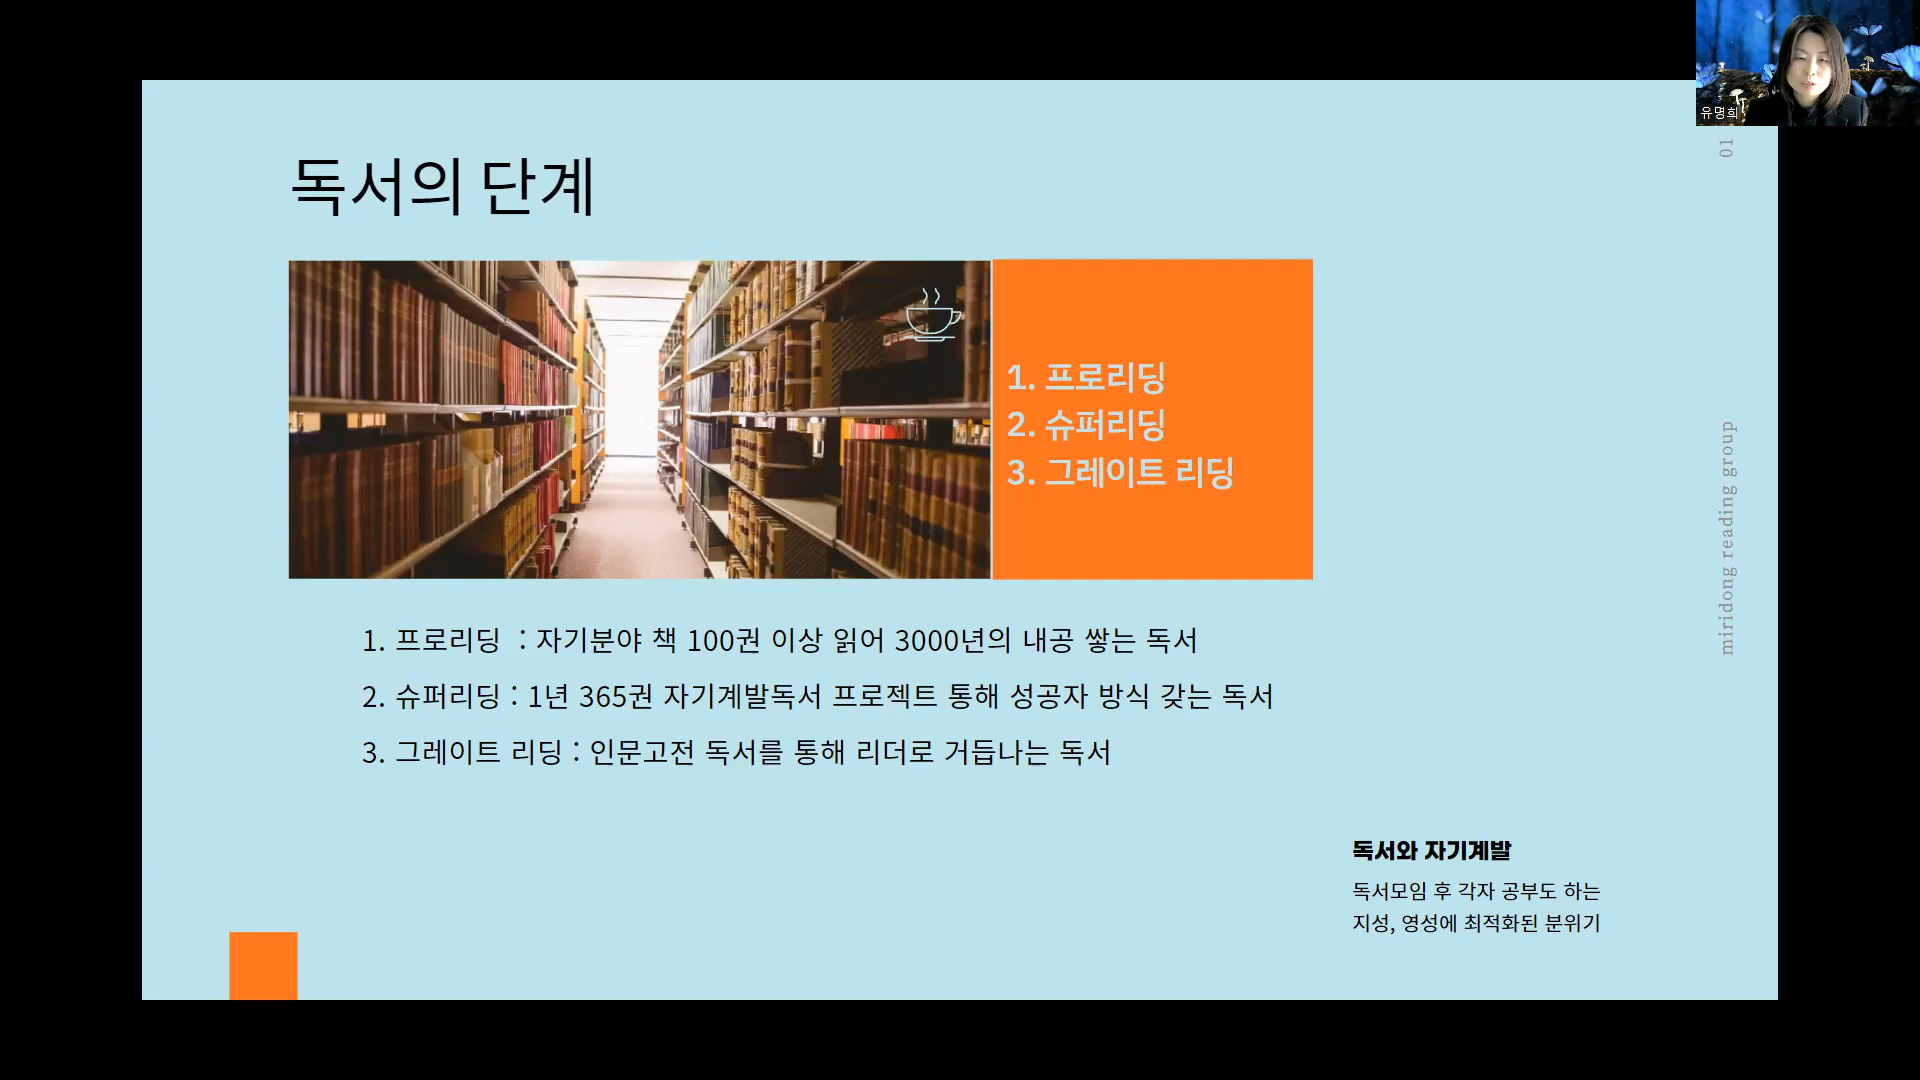 유명희
01
독서의 단계
1. 프로리딩
2. 슈퍼리딩
3. 그레이트 리딩
1. 프로리딩 : 자기분야 책 100권 이상 읽어 3000년의 내공 쌓는 독서
2. 슈퍼리딩 : 1년 365권 자기계발독서 프로젝트 통해 성공자 방식 갖는 독서
3. 그레이트 리딩 : 인문고전 독서를 통해 리더로 거듭나는 독서
miridong reading group
독서와 자기계발
독서모임 후 각자 공부도 하는
지성, 영성에 최적화된 분위기